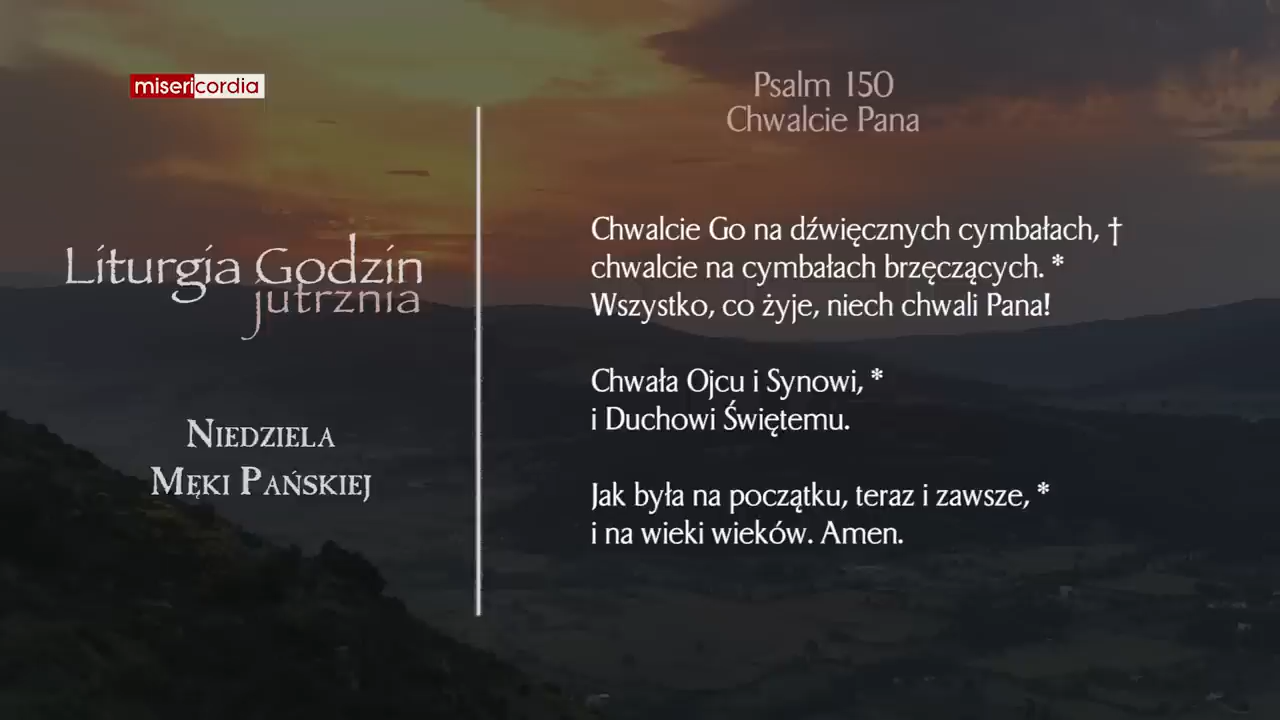 misericordia
Liturgia Godzin
jutrznia
Niedziela
Męki Pańskiej
Psalm 150
Chwalcie Pana
Chwalcie Go na dźwięcznych cymbałach, †
chwalcie na cymbałach brzęczących. *
Wszystko, co żyje, niech chwali Pana!
Chwała Ojcu i Synowi, *
i Duchowi Świętemu.
Jak była na początku, teraz i zawsze, *
i na wieki wieków. Amen.